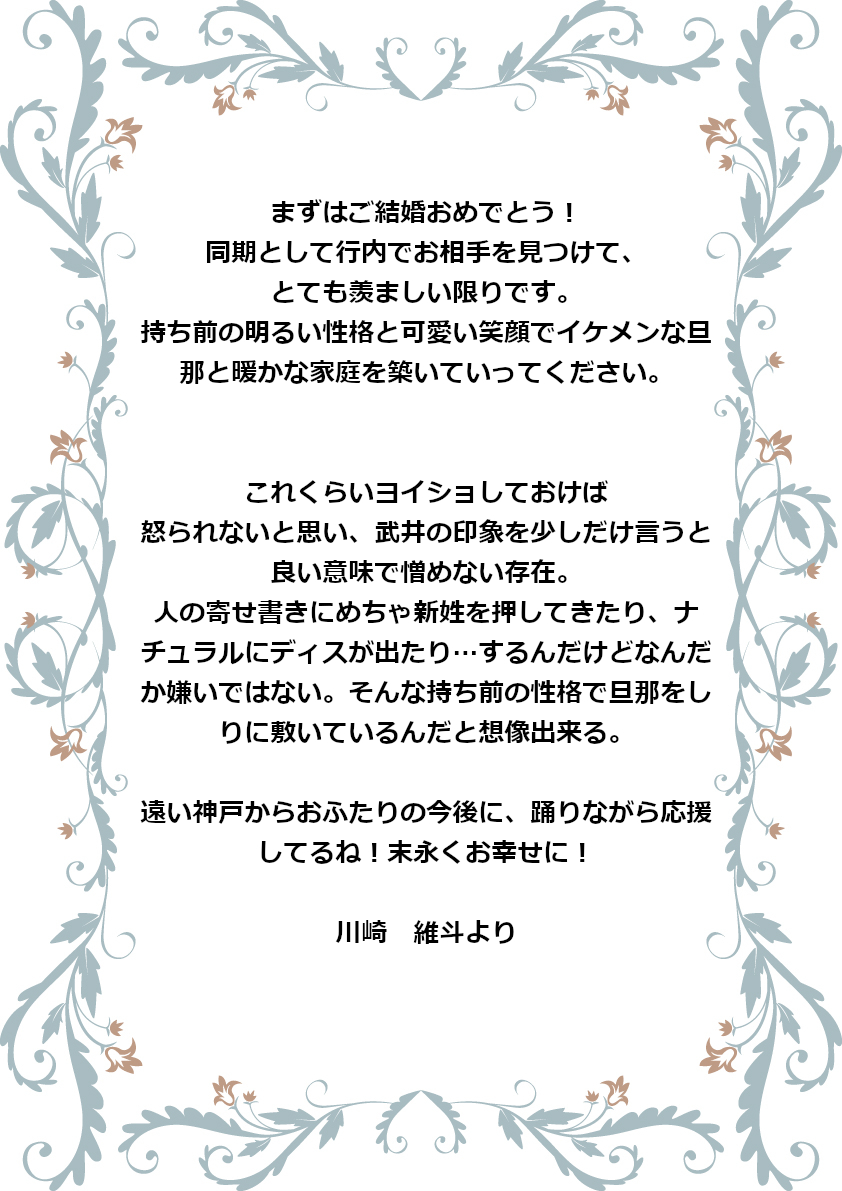 まずはご結婚おめでとう！
同期として行内でお相手を見つけて、
とても羨ましい限りです。
持ち前の明るい性格と可愛い笑顔でイケメンな旦
那と暖かな家庭を築いていってください。
これくらいヨイショしておけば
怒られないと思い、武井の印象を少しだけ言うと
良い意味で憎めない存在。
人の寄せ書きにめちゃ新姓を押してきたり、ナ
チュラルにディスが出たり…するんだけどなんだ
か嫌いではない。そんな持ち前の性格で旦那をし
りに敷いているんだと想像出来る。
遠い神戸からおふたりの今後に、踊りながら応援
してるね！末永くお幸せに！
川崎　維斗より